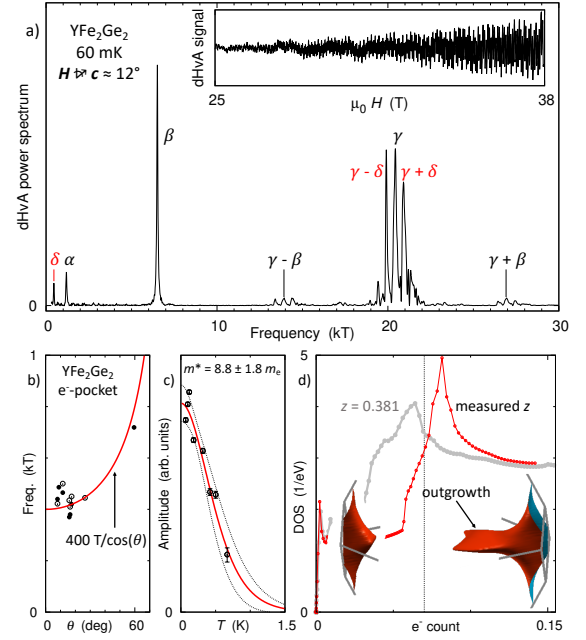 a)
YFe₂Ge₂
60 mK
H ∦ c ≈ 12°
dHvA signal
25
38
μ₀ H (T)
β
γ
γ - δ
γ + δ
δ
α
γ - β
γ + β
dHvA power spectrum
0
0
10
20
30
Frequency (kT)
b)
YFe₂Ge₂
e⁻-pocket
1
Freq. (kT)
400 T/cos(θ)
0
0
θ (deg)
60
c)
m* = 8.8 ± 1.8 mₑ
Amplitude (arb. units)
0
T (K)
1.5
d)
5
z = 0.381
measured z
DOS (1/eV)
outgrowth
0
0
e⁻ count
0.15